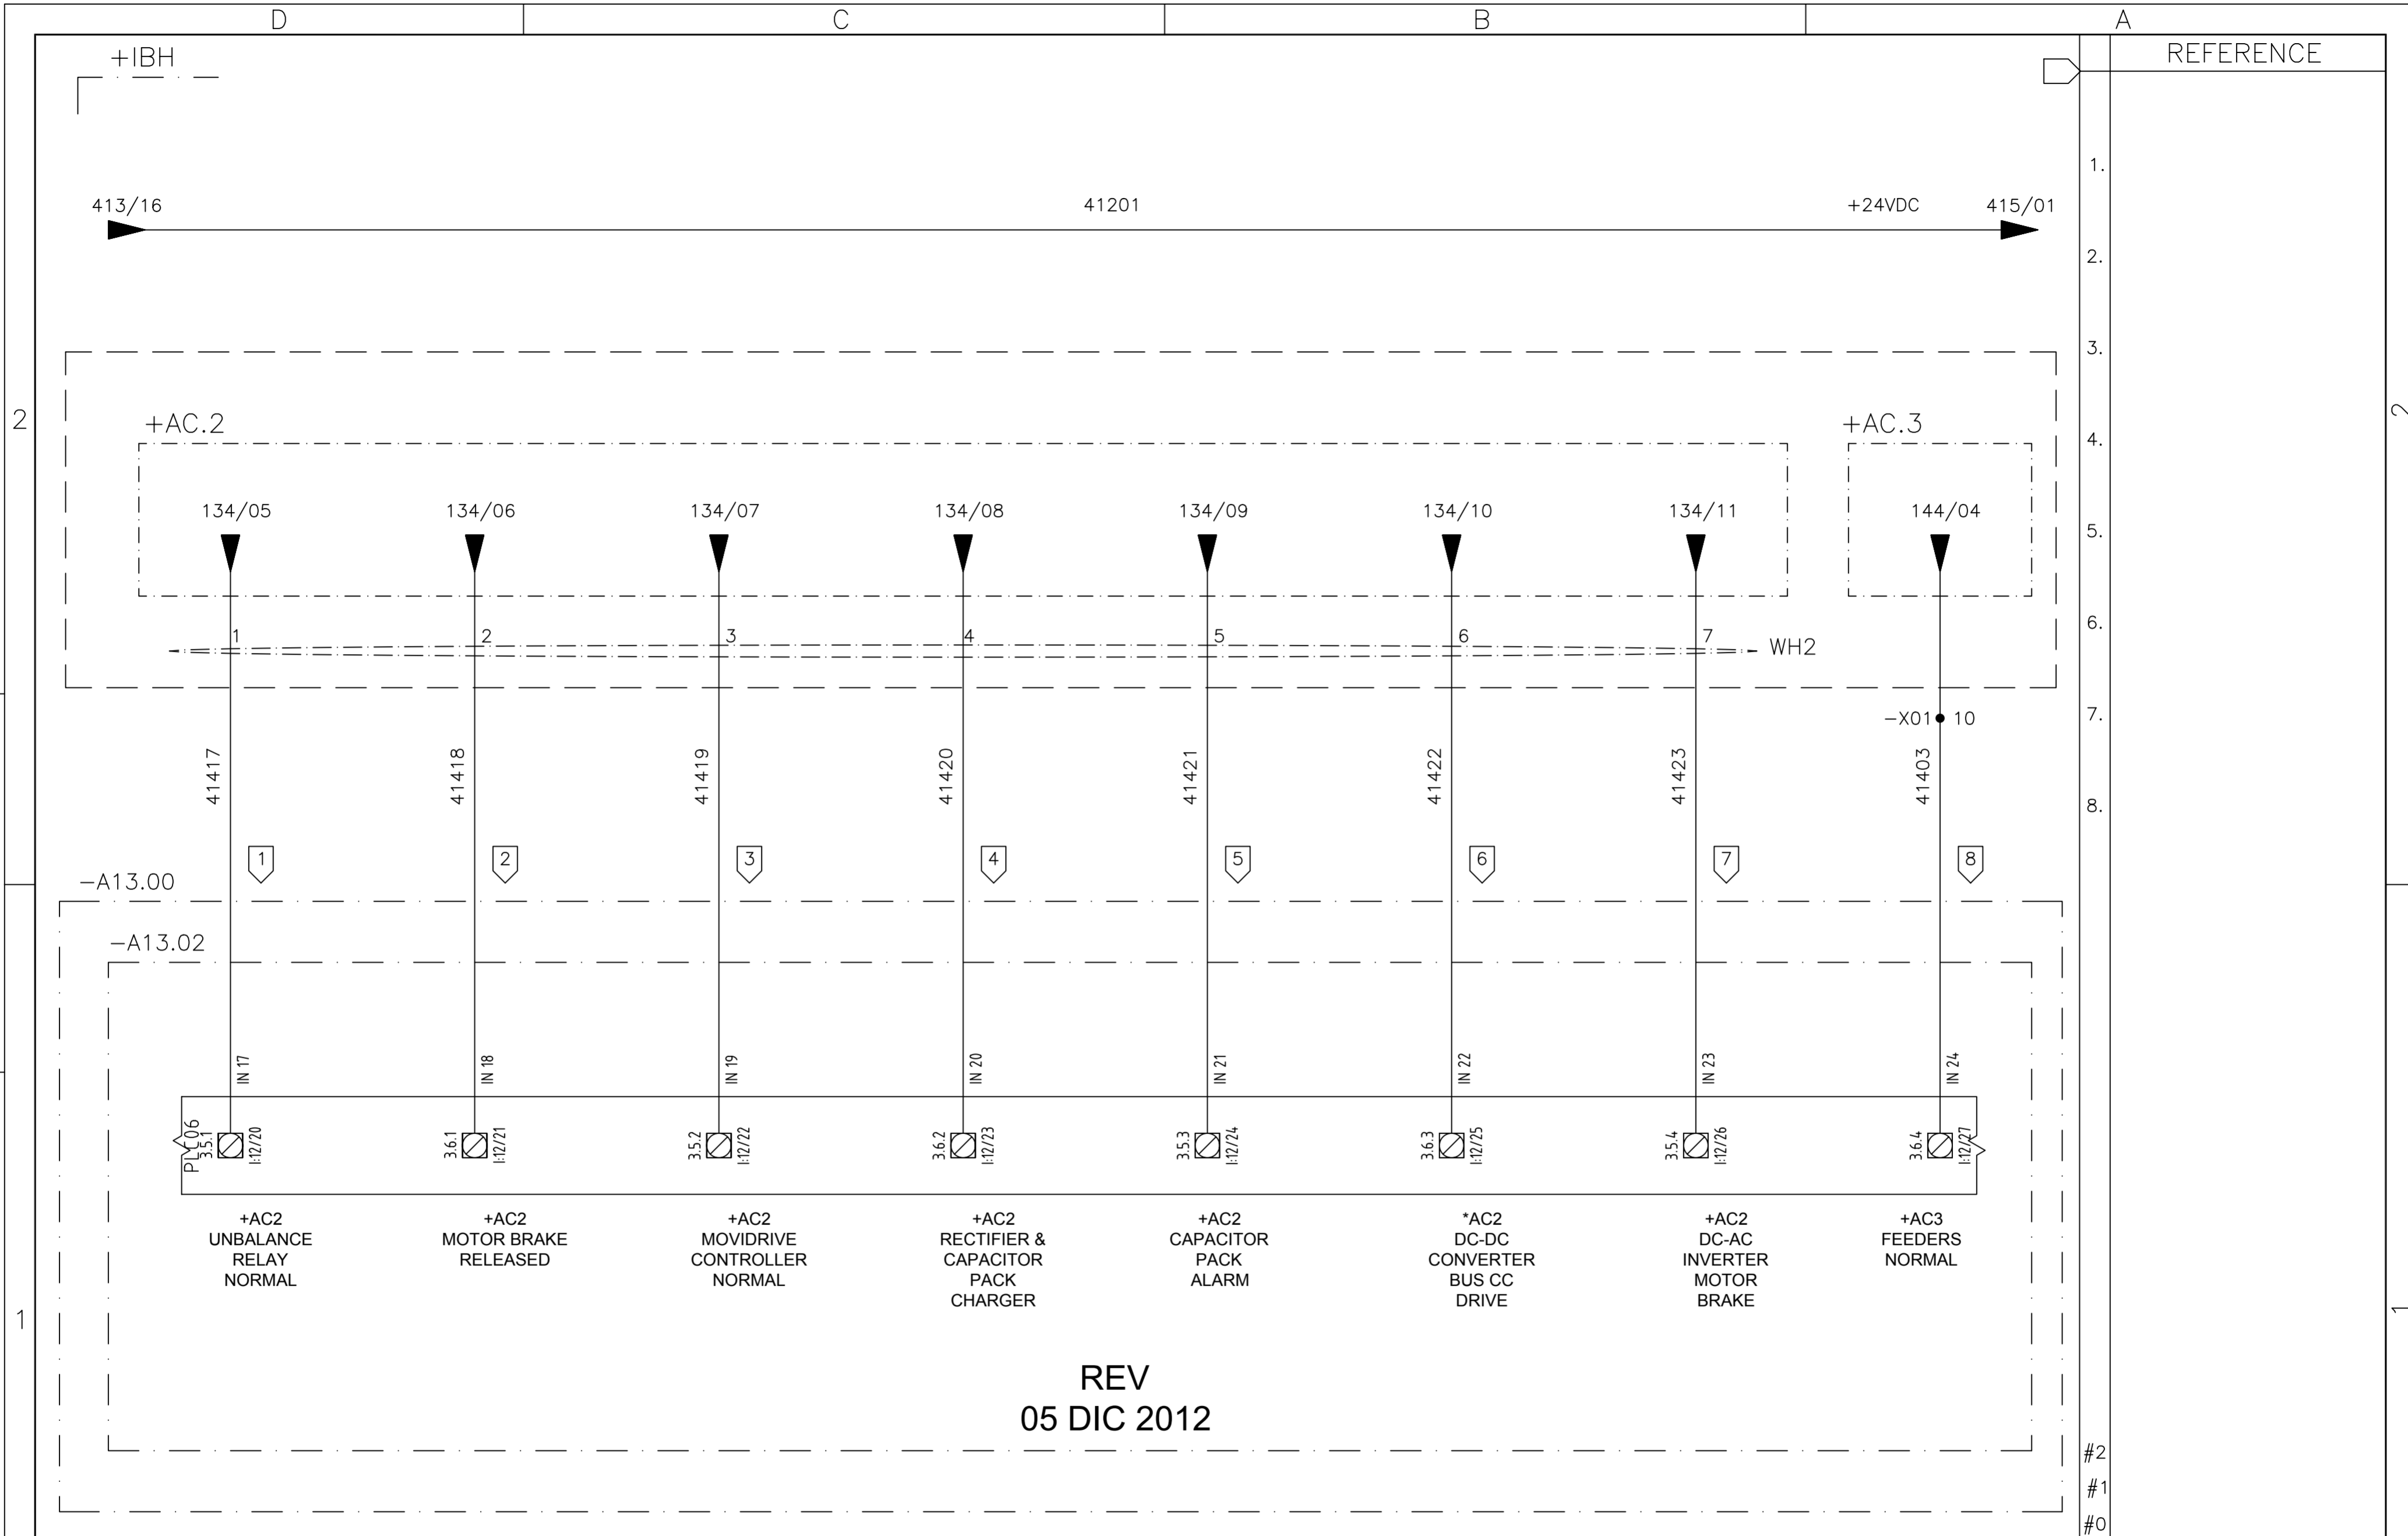 D C B A
+IBH
REFERENCE
1.
413/16 41201 +24VDC 415/01
2.
3.
2 2
+AC.2 +AC.3
4.
134/05 134/06 134/07 134/08 134/09 134/10 134/11 144/04
5.
6.
1 2 3 4 5 6 7 WH2
7.
-X01 10
41417 41418 41419 41420 41421 41422 41423 41403
8.
1 2 3 4 5 6 7 8
-A13.00
-A13.02
IN 17 IN 18 IN 19 IN 20 IN 21 IN 22 IN 23 IN 24
PLC06
3.5.1 I:12/20 3.6.1 I:12/21 3.5.2 I:12/22 3.6.2 I:12/23 3.5.3 I:12/24 3.6.3 I:12/25 3.5.4 I:12/26 3.6.4 I:12/27
+AC2
UNBALANCE
RELAY
NORMAL
+AC2
MOTOR BRAKE
RELEASED
+AC2
MOVIDRIVE
CONTROLLER
NORMAL
+AC2
RECTIFIER &
CAPACITOR
PACK
CHARGER
+AC2
CAPACITOR
PACK
ALARM
*AC2
DC-DC
CONVERTER
BUS CC
DRIVE
+AC2
DC-AC
INVERTER
MOTOR
BRAKE
+AC3
FEEDERS
NORMAL
1 1
REV
05 DIC 2012
#2
#1
#0